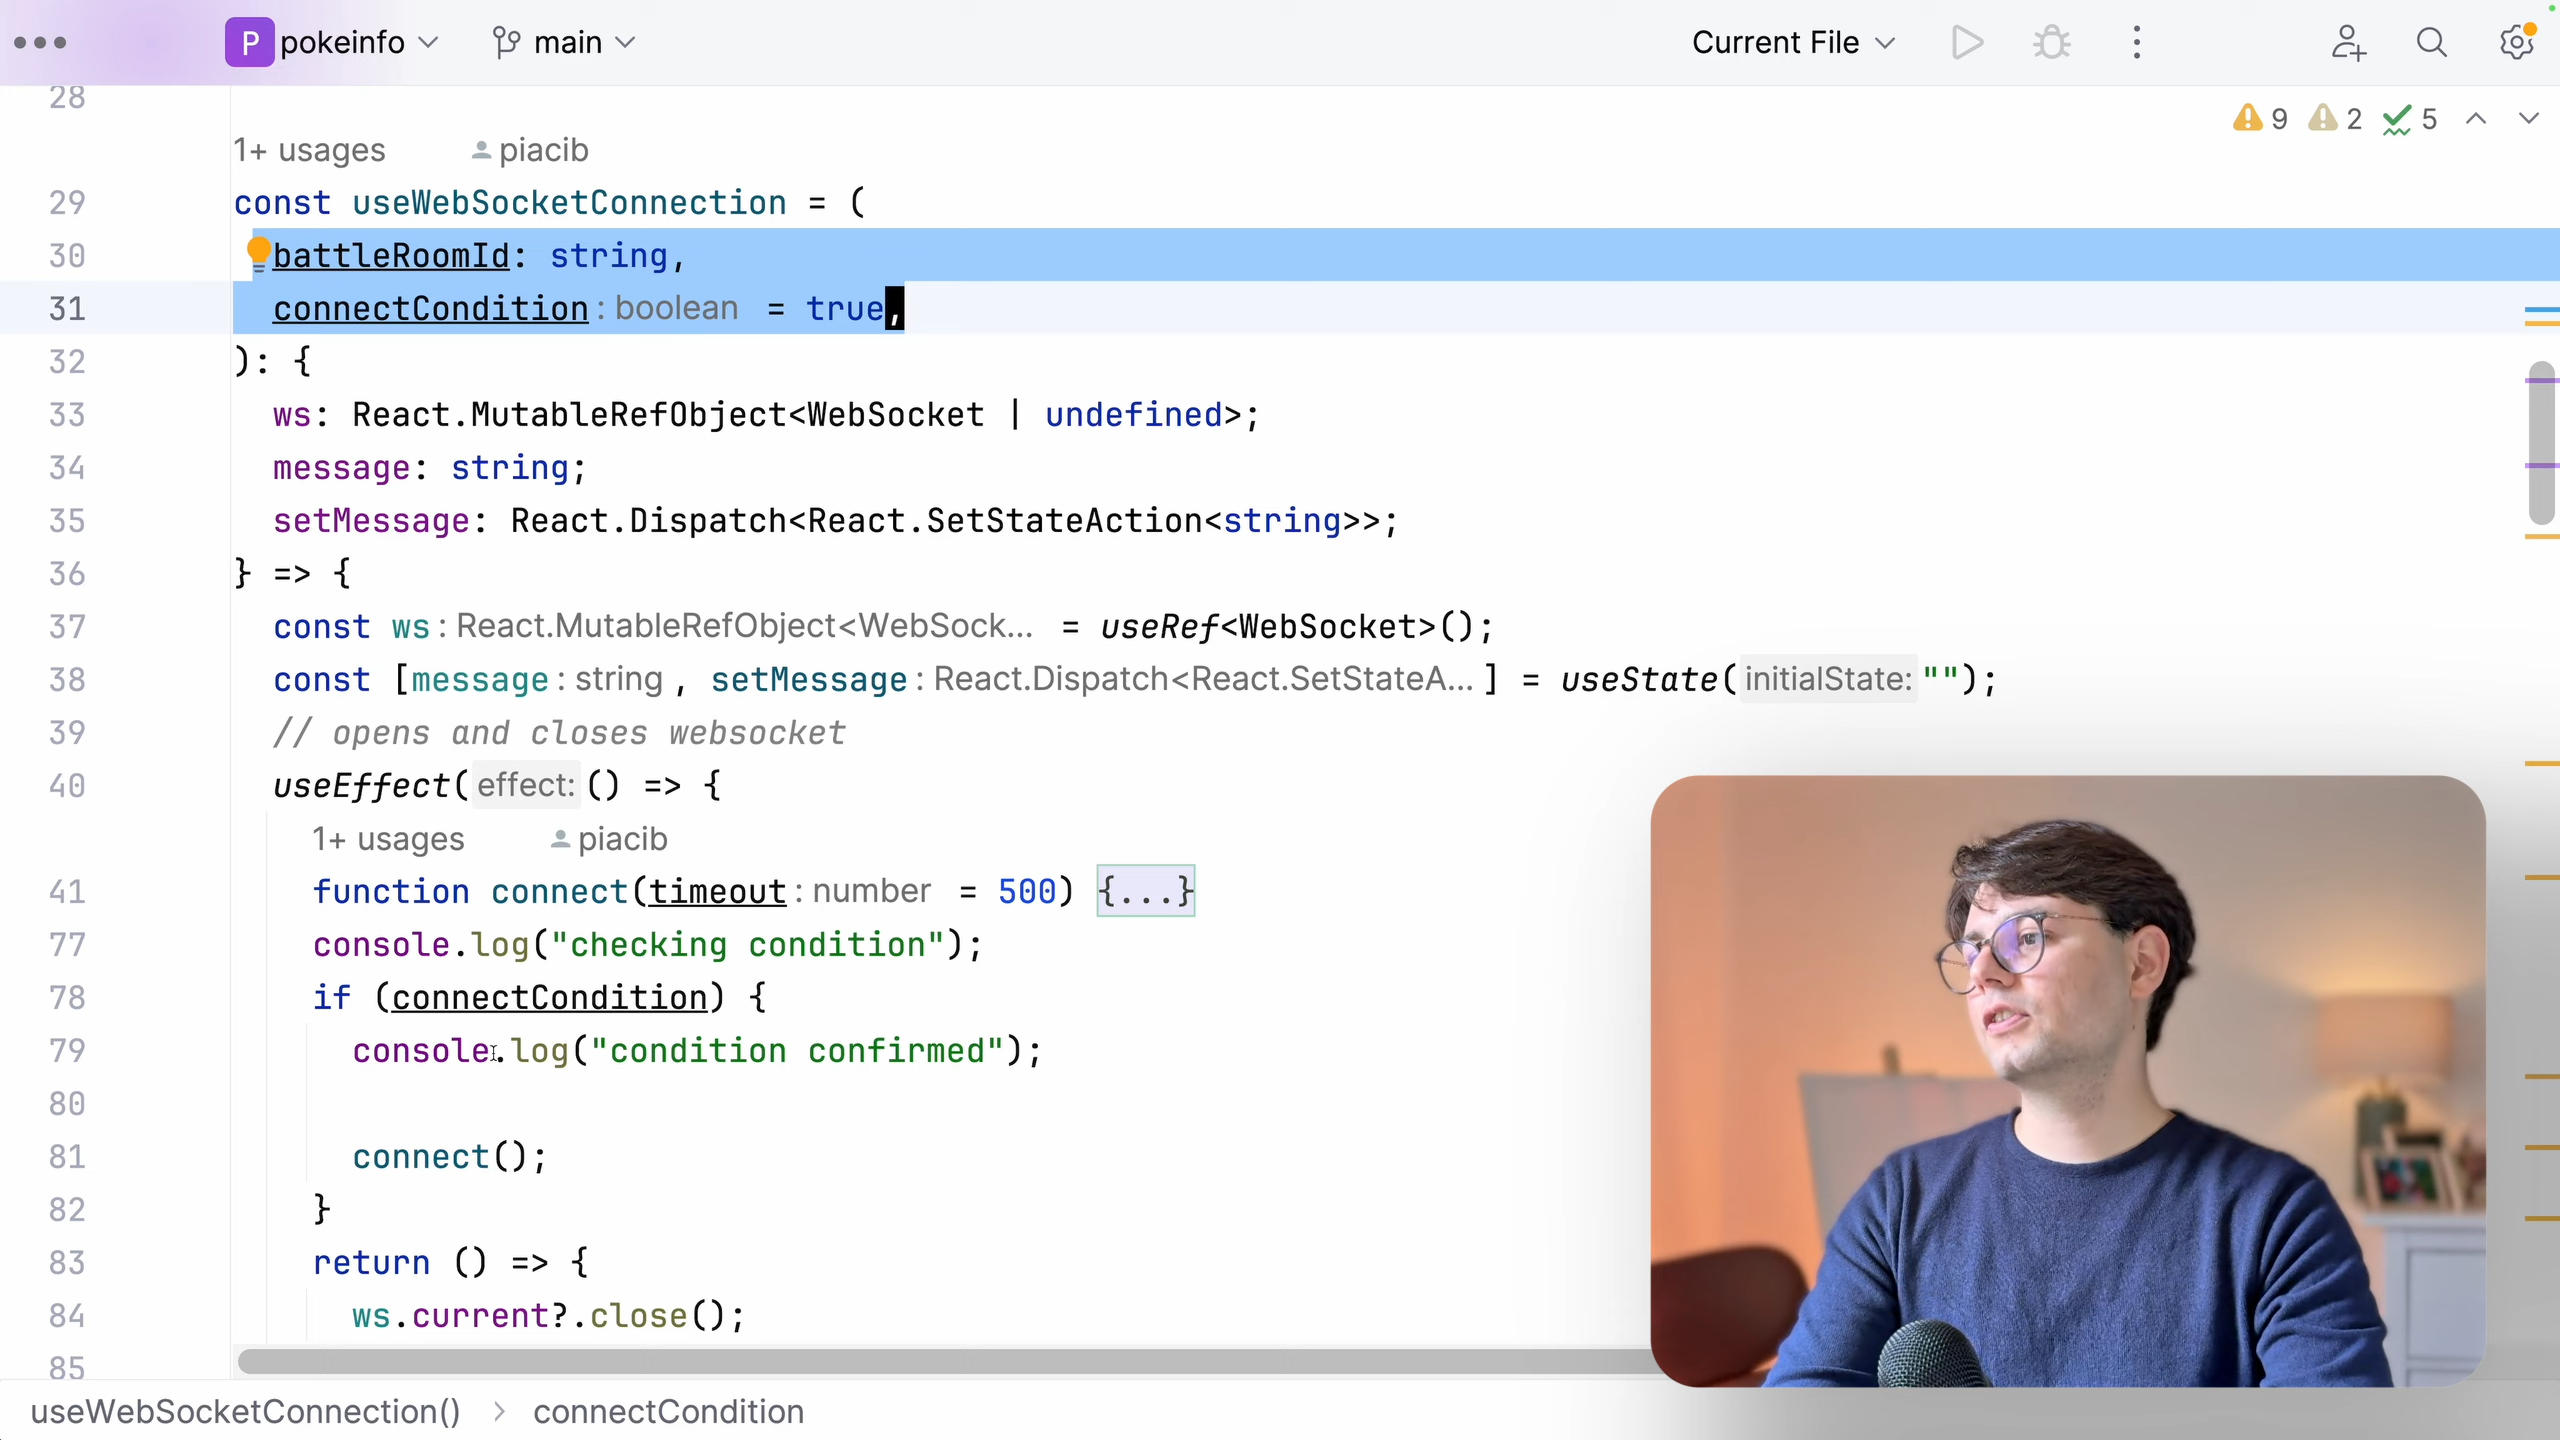 P pokeinfo main Current File
28
9 2 5
1+ usages piacib
29 const useWebSocketConnection = (
30 battleRoomId: string,
31 connectCondition : boolean = true,
32 ): {
33 ws: React.MutableRefObject<WebSocket | undefined>;
34 message: string;
35 setMessage: React.Dispatch<React.SetStateAction<string>>;
36 } => {
37 const ws : React.MutableRefObject<WebSock... = useRef<WebSocket>();
38 const [message : string , setMessage : React.Dispatch<React.SetStateA... ] = useState( initialState: "");
39 // opens and closes websocket
40 useEffect( effect: () => {
1+ usages piacib
41 function connect(timeout : number = 500) {...}
77 console.log("checking condition");
78 if (connectCondition) {
79 console.log("condition confirmed");
80
81 connect();
82 }
83 return () => {
84 ws.current?.close();
85
useWebSocketConnection() > connectCondition